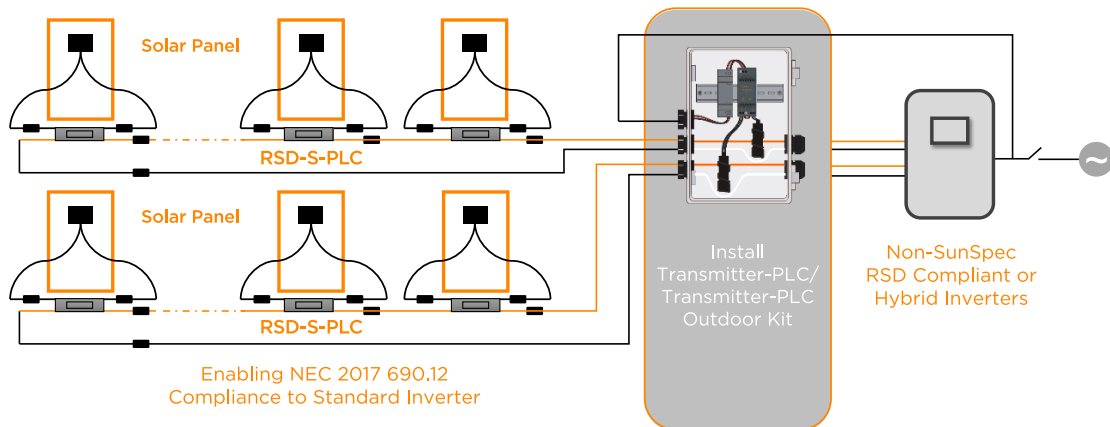 Solar Panel
RSD-S-PLC
Solar Panel
RSD-S-PLC
Enabling NEC 2017 690.12
Compliance to Standard Inverter
Install
Transmitter-PLC/
Transmitter-PLC
Outdoor Kit
Non-SunSpec
RSD Compliant or
Hybrid Inverters